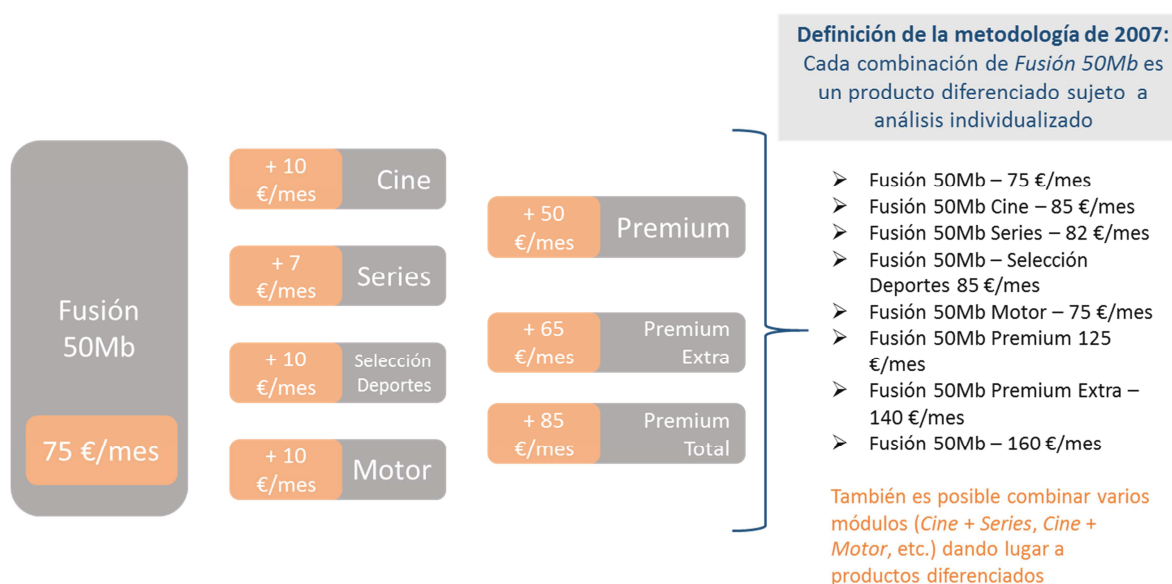 Definición de la metodología de 2007:
Cada combinación de Fusión 50Mb es
un producto diferenciado sujeto a
análisis individualizado
Fusión
50Mb
75 €/mes
+ 10
€/mes
Cine
+ 7
€/mes
Series
+ 10
€/mes
Selección
Deportes
+ 10
€/mes
Motor
+ 50
€/mes
Premium
+ 65
€/mes
Premium
Extra
+ 85
€/mes
Premium
Total
➢ Fusión 50Mb – 75 €/mes
➢ Fusión 50Mb Cine – 85 €/mes
➢ Fusión 50Mb Series – 82 €/mes
➢ Fusión 50Mb – Selección
Deportes 85 €/mes
➢ Fusión 50Mb Motor – 75 €/mes
➢ Fusión 50Mb Premium 125
€/mes
➢ Fusión 50Mb Premium Extra –
140 €/mes
➢ Fusión 50Mb – 160 €/mes
También es posible combinar varios
módulos (Cine + Series, Cine +
Motor, etc.) dando lugar a
productos diferenciados